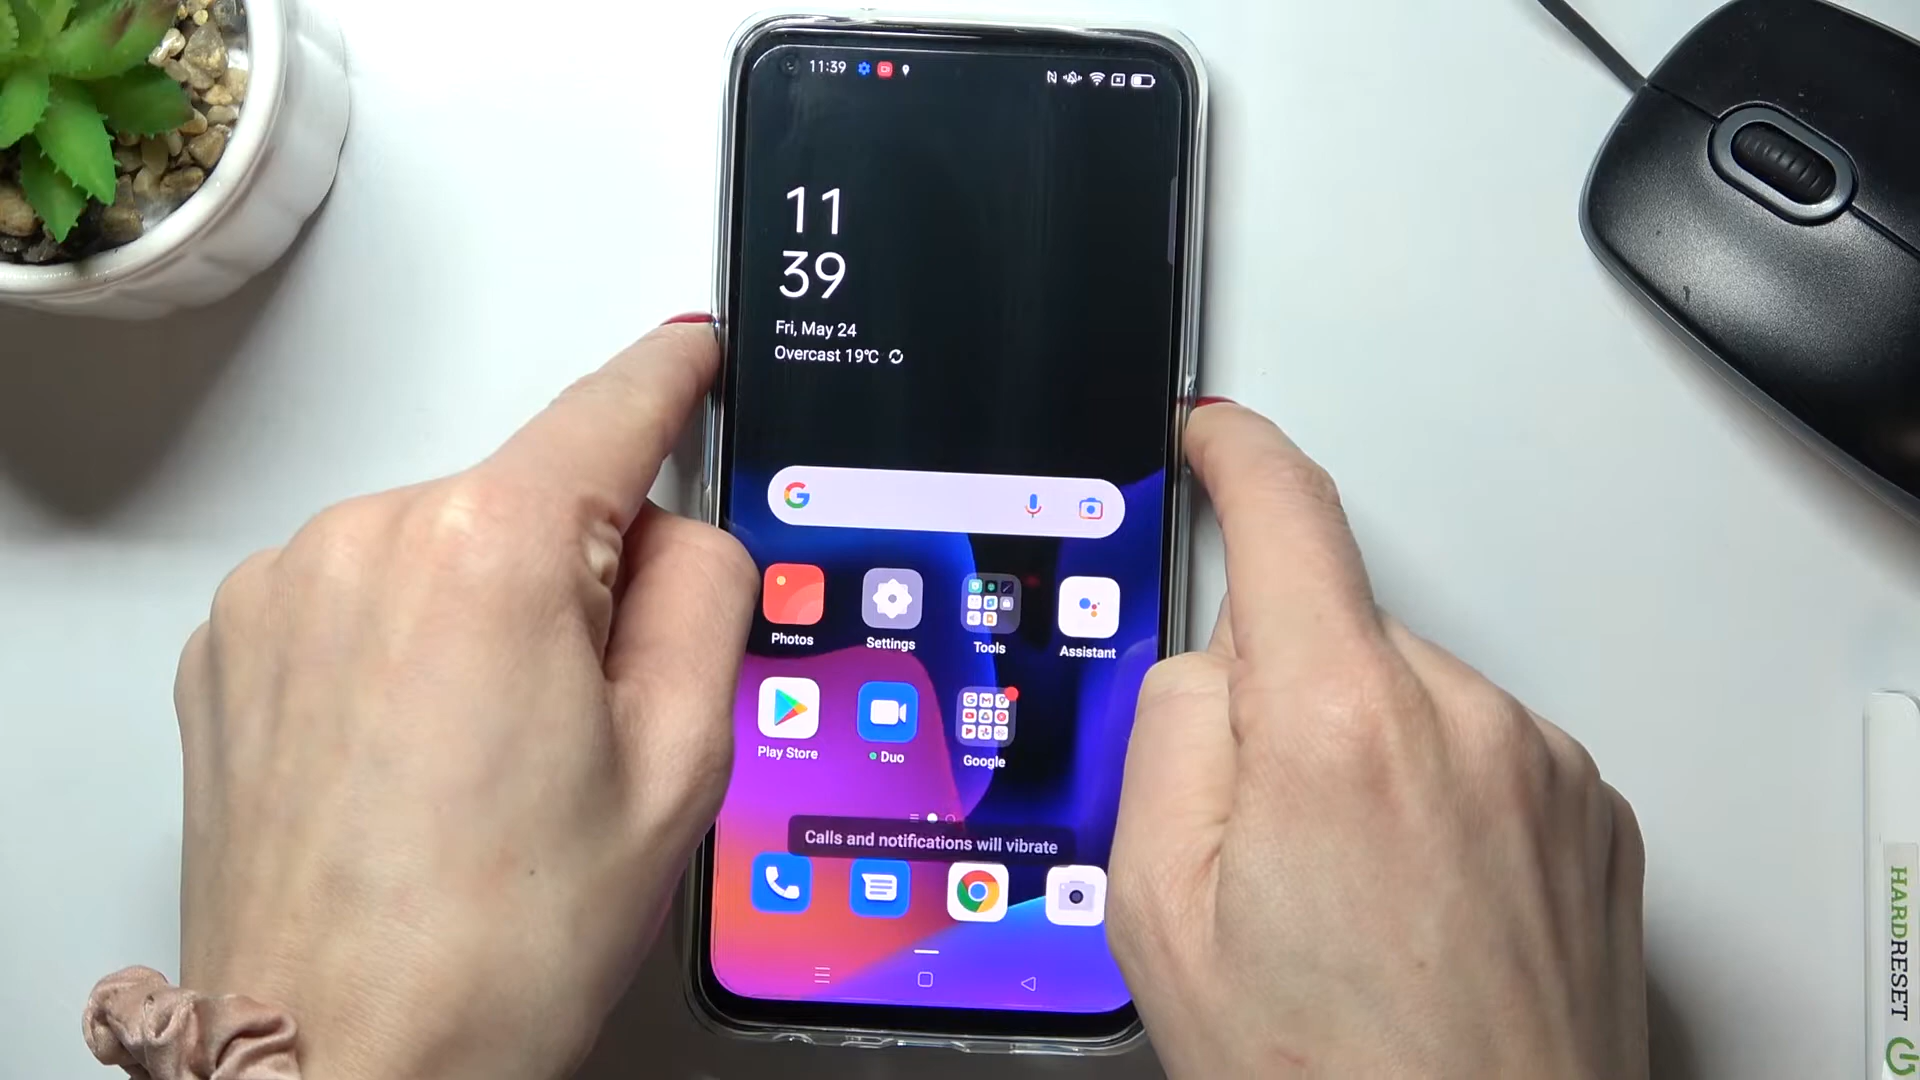 11:39
11
39
Fri, May 24
Overcast 19°C
G
Photos
Settings
Tools
Assistant
Play Store
Duo
Google
Calls and notifications will vibrate
HARDRESET